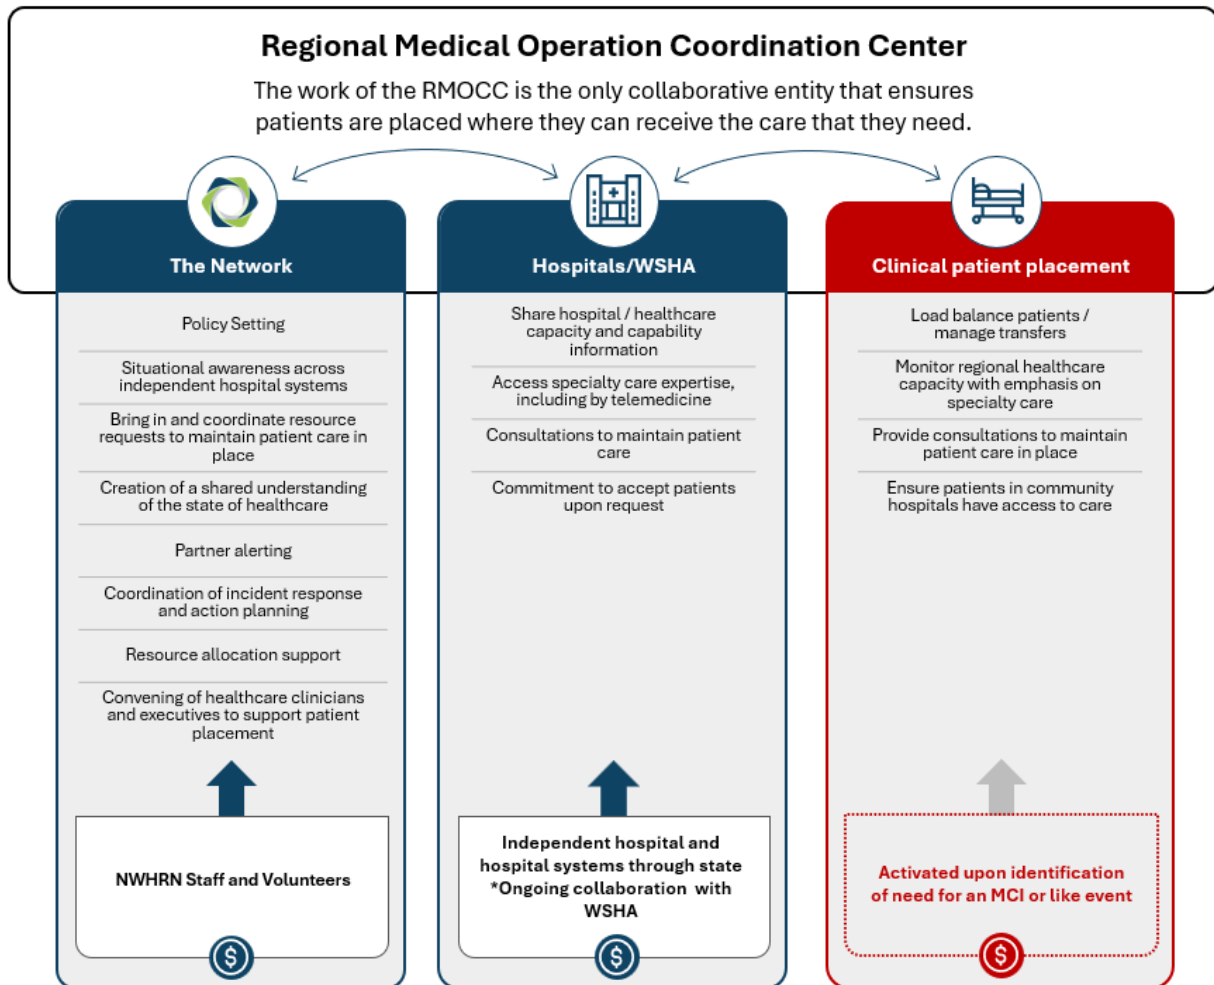 Regional Medical Operation Coordination Center
The work of the RMOCC is the only collaborative entity that ensures
patients are placed where they can receive the care that they need.
The Network
Policy Setting
Situational awareness across
independent hospital systems
Bring in and coordinate resource
requests to maintain patient care in
place
Creation of a shared understanding
of the state of healthcare
Partner alerting
Coordination of incident response
and action planning
Resource allocation support
Convening of healthcare clinicians
and executives to support patient
placement
NWHRN Staff and Volunteers
$
Hospitals/WSHA
Share hospital / healthcare
capacity and capability
information
Access specialty care expertise,
including by telemedicine
Consultations to maintain patient
care
Commitment to accept patients
upon request
Independent hospital and
hospital systems through state
*Ongoing collaboration with
WSHA
$
Clinical patient placement
Load balance patients /
manage transfers
Monitor regional healthcare
capacity with emphasis on
specialty care
Provide consultations to maintain
patient care in place
Ensure patients in community
hospitals have access to care
Activated upon identification
of need for an MCI or like event
$